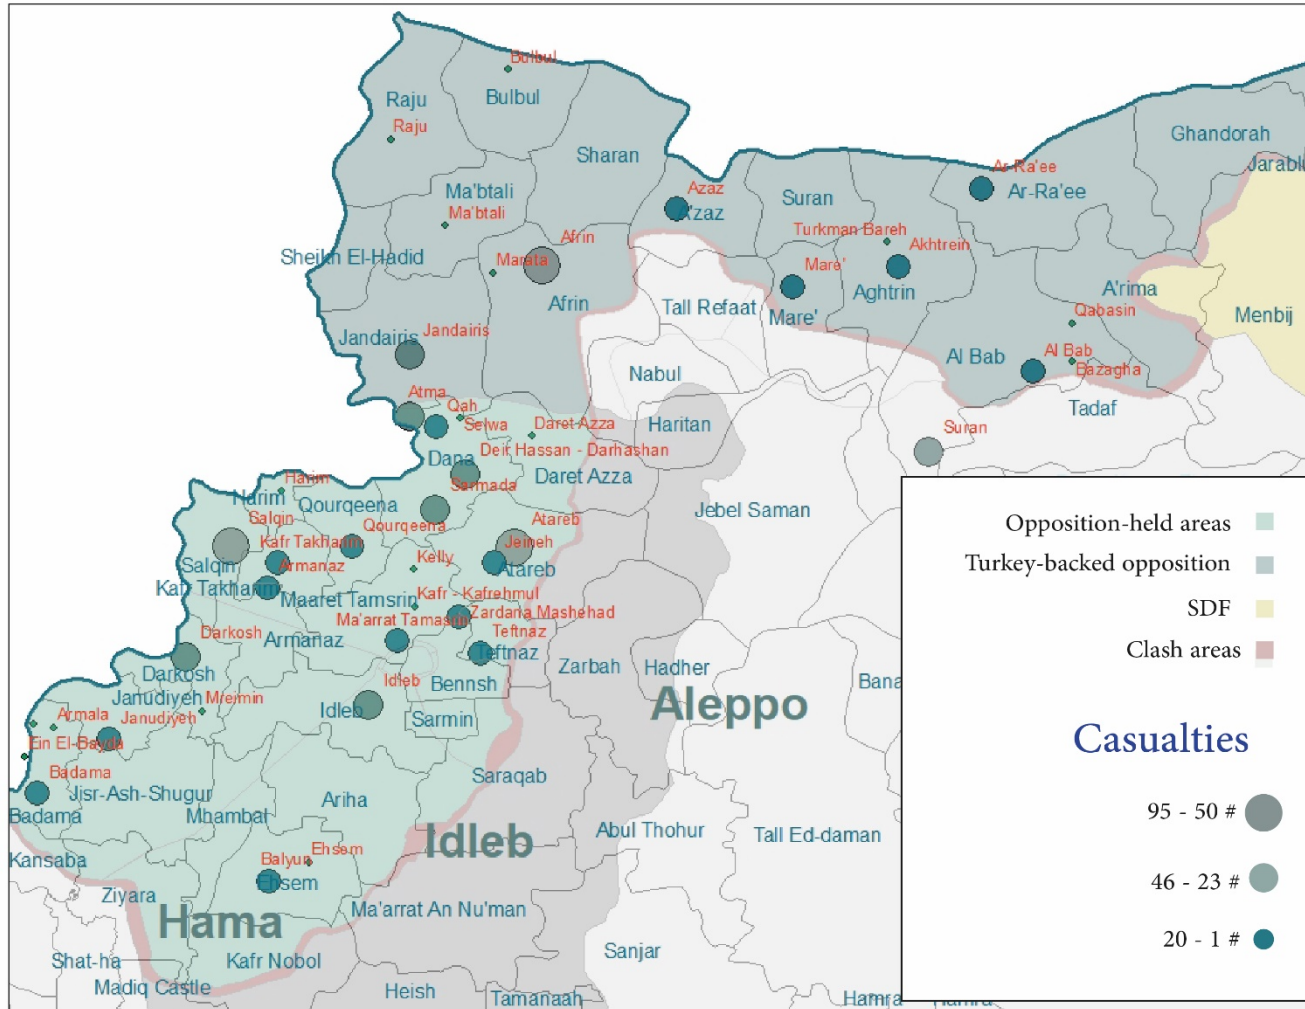 Bulbul
Raju
Bulbul
Raju
Sharan
Ghandorah
Jarablu
Ar-Ra'ee
Ar-Ra'ee
Ma'btali
Ma'btali
Azaz
A'zaz
Suran
Turkman Bareh
Akhtrein
Afrin
Sheikh El-Hadid
Marata
Mare'
Aghtrin
A'rima
Afrin
Tall Refaat
Mare'
Qabasin
Menbij
Jandairis
Jandairis
Al Bab
Al Bab
Bazagha
Nabul
Tadaf
Atma
Qah
Selwa
Daret Azza
Haritan
Suran
Deir Hassan - Darhashan
Dana
Daret Azza
Sarmada
Harim
Harim
Qourqeena
Jebel Saman
Salqin
Qourqeena
Atareb
Kafr Takharim
Jeineh
Salqin
Armanaz
Kelly
Atareb
Kafr Takharim
Maaret Tamsrin
Kafr - Kafrehmul
Ma'arrat Tamasrin
Zardana Mashehad
Darkosh
Armanaz
Teftnaz
Teftnaz
Zarbah
Hadher
Darkosh
Idleb
Bennsh
Bana
Janudiyeh
Mreimin
Aleppo
Armala
Janudiyeh
Idleb
Sarmin
Ein El-Bayda
Badama
Saraqab
Jisr-Ash-Shugur
Ariha
Badama
Mhambal
Abul Thohur
Tall Ed-daman
Idleb
Kansaba
Balyun
Ehsem
Ehsem
Ziyara
Hama
Ma'arrat An Nu'man
Sanjar
Shat-ha
Kafr Nobol
Madiq Castle
Heish
Tamanaah
Hamra
Hamra
Opposition-held areas
Turkey-backed opposition
SDF
Clash areas
Casualties
95 - 50 #
46 - 23 #
20 - 1 #